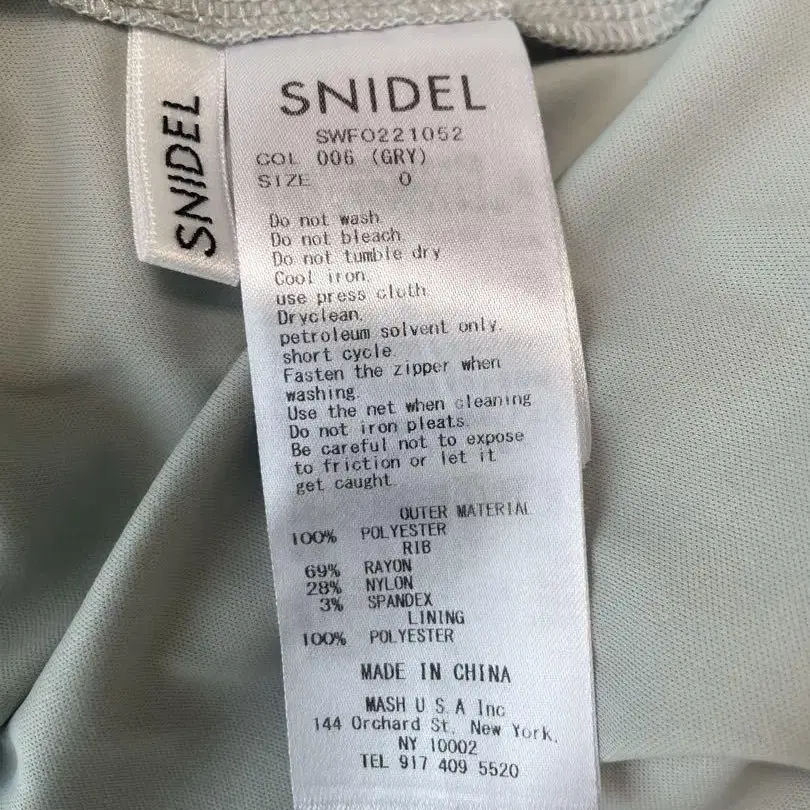 SNIDEL
SNIDEL
SWFO221052
COL 006 (GRY)
SIZE 0
Do not wash
Do not bleach
Do not tumble dry
Cool iron.
use press cloth
Dryclean.
petroleum solvent only.
short cycle.
Fasten the zipper when
washing.
Use the net when cleaning
Do not iron pleats.
Be careful not to expose
to friction or let it
get caught.
OUTER MATERIAL
100% POLYESTER
RIB
69% RAYON
28% NYLON
3% SPANDEX
LINING
100% POLYESTER
MADE IN CHINA
MASH U S A Inc
144 Orchard St, New York,
NY 10002
TEL 917 409 5520